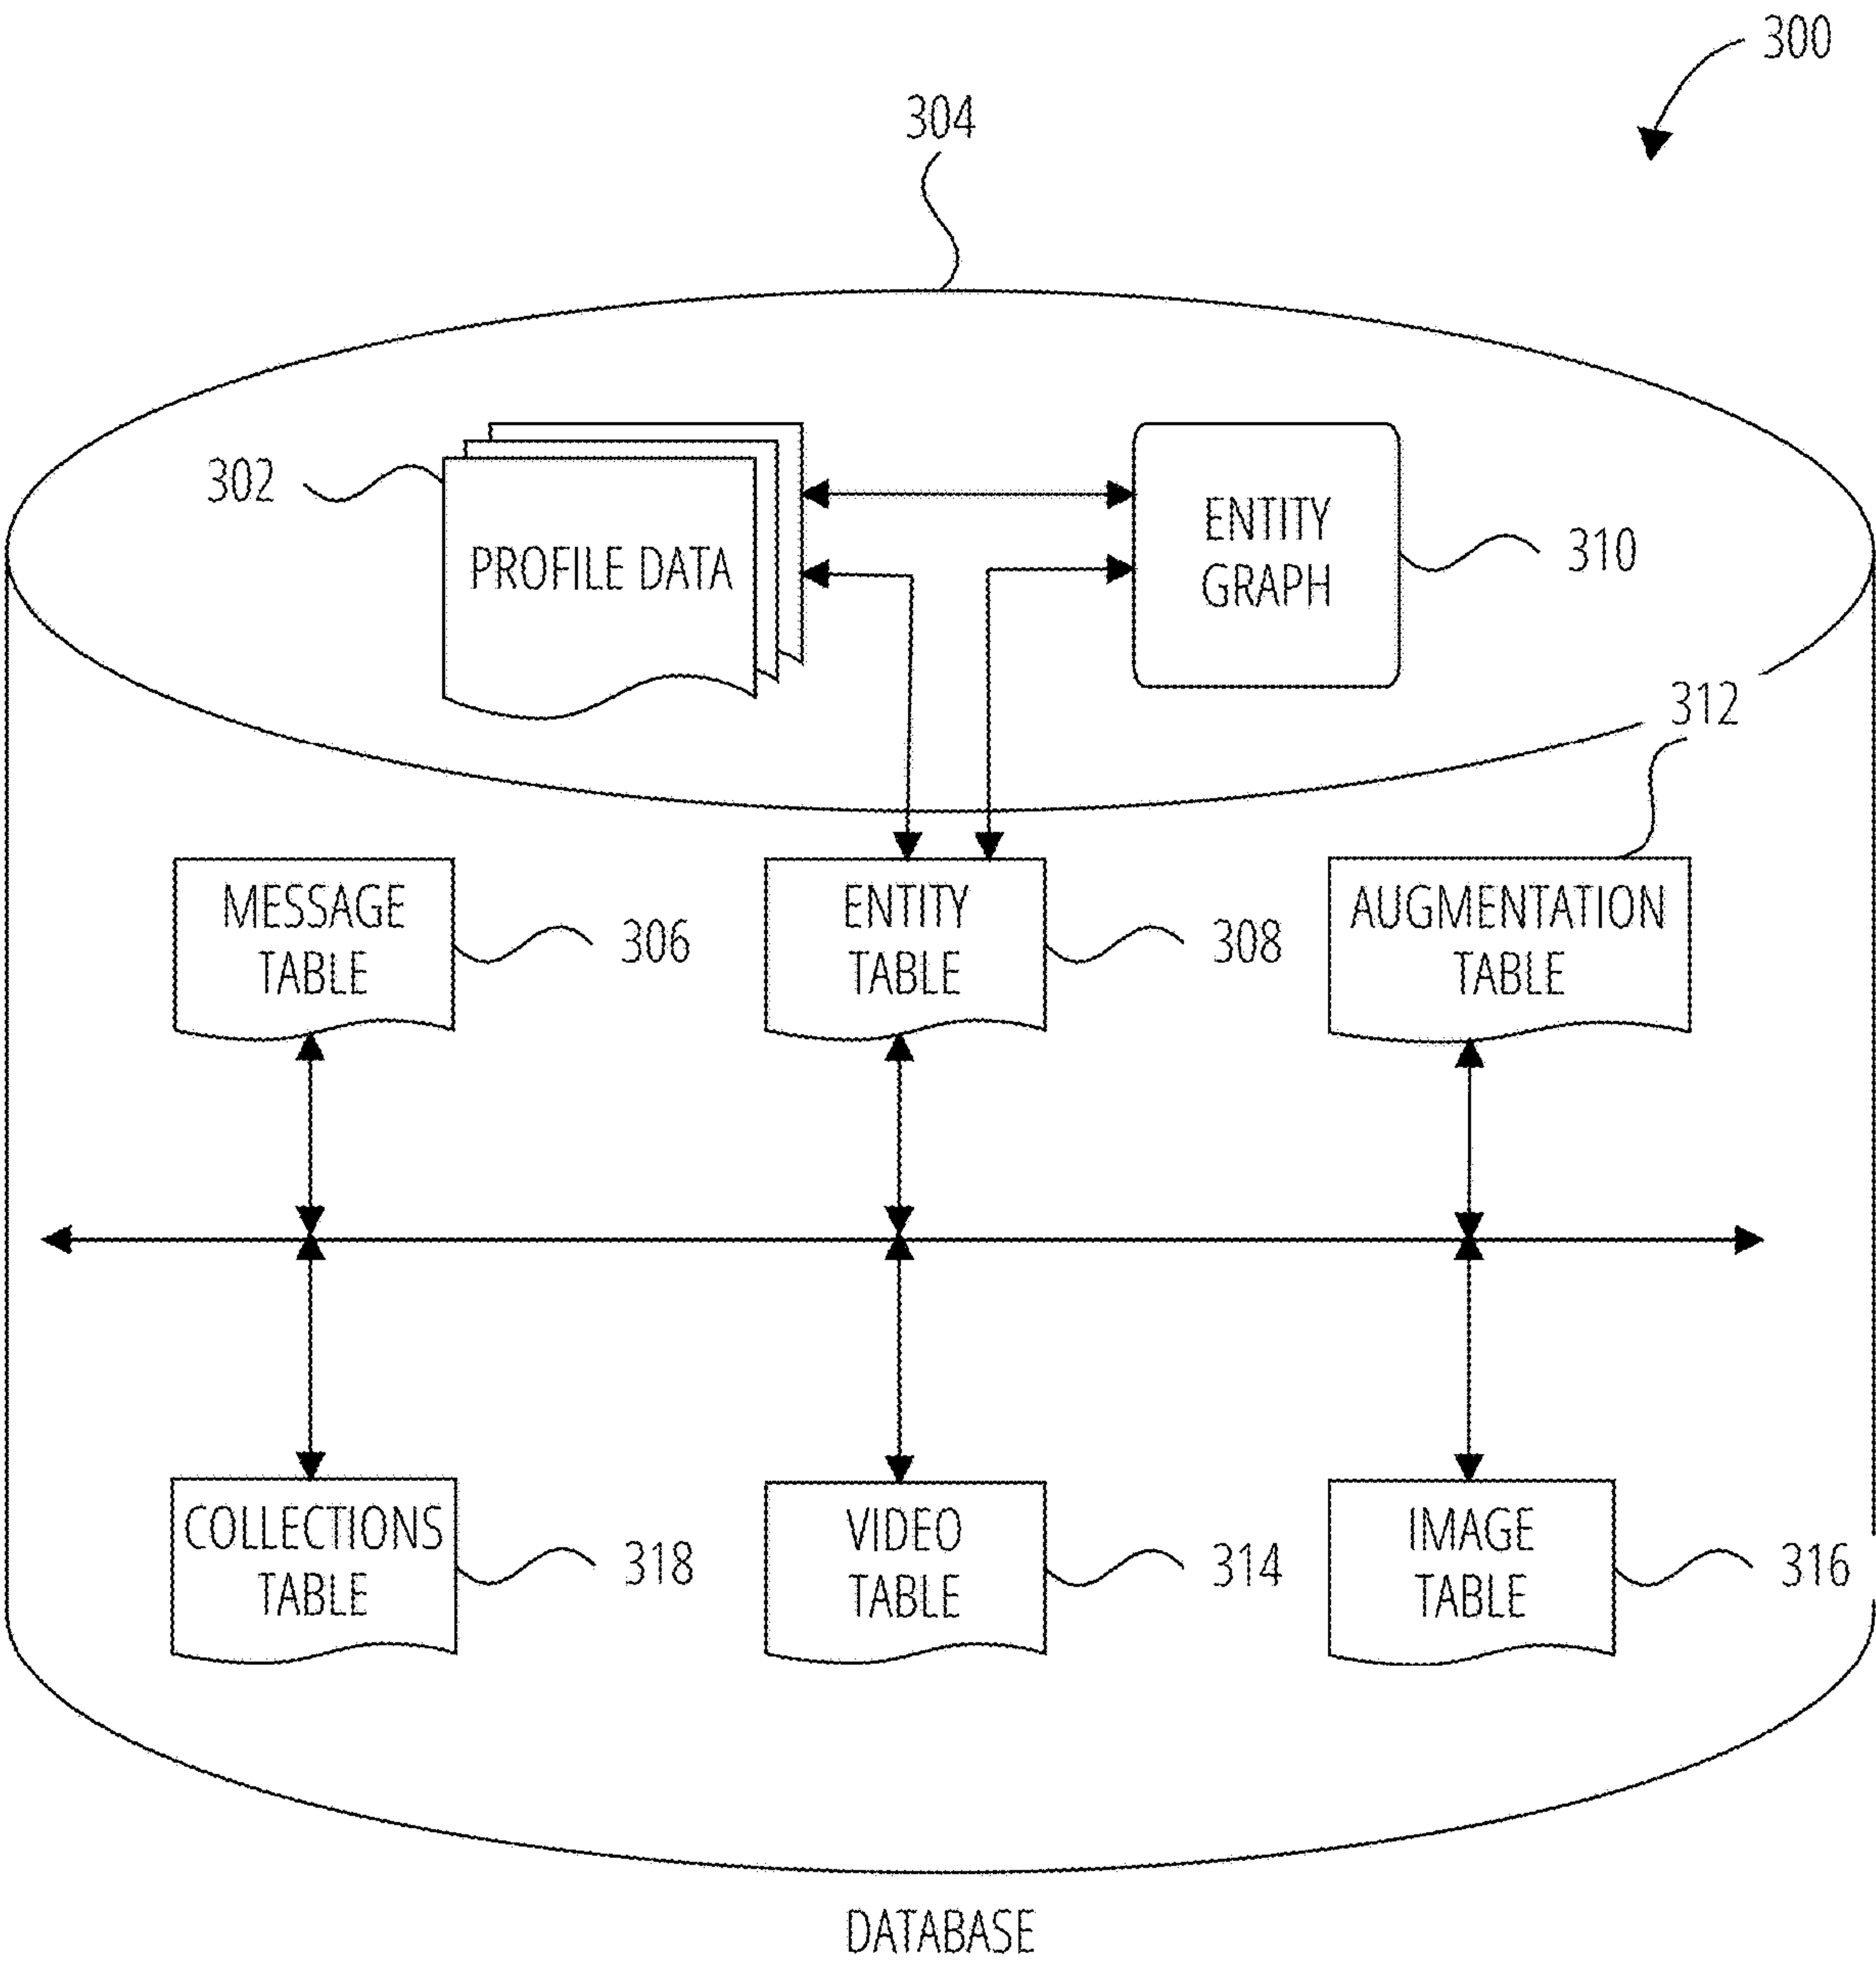 300
304
302
PROFILE DATA
ENTITY
GRAPH
310
312
MESSAGE
TABLE
306
ENTITY
TABLE
308
AUGMENTATION
TABLE
COLLECTIONS
TABLE
318
VIDEO
TABLE
314
IMAGE
TABLE
316
DATABASE